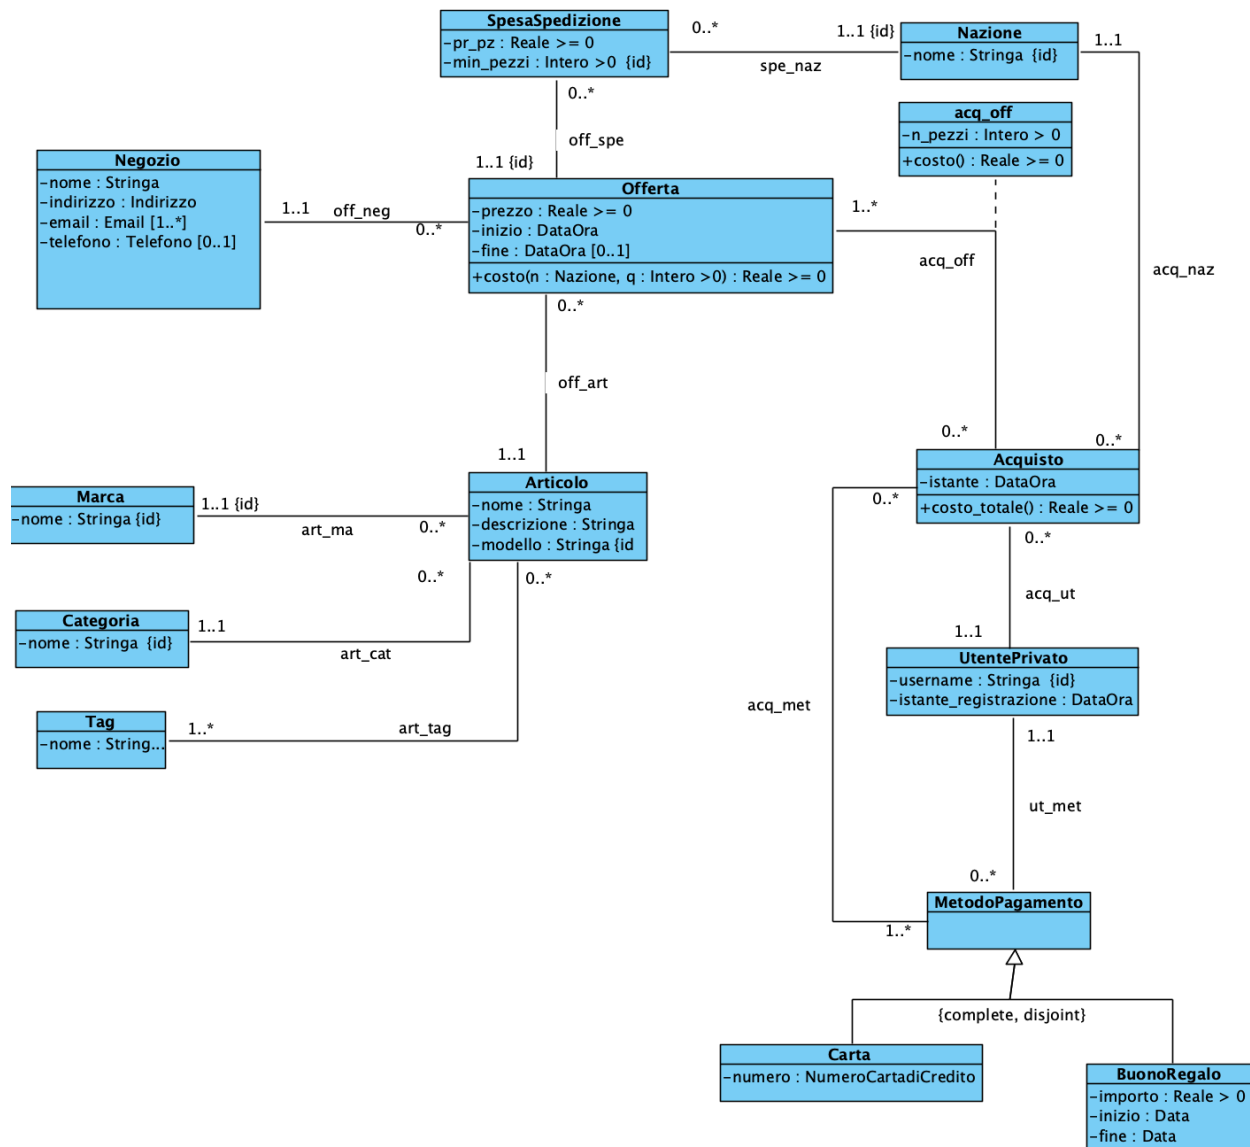 SpesaSpedizione
-pr_pz : Reale >= 0
-min_pezzi : Intero >0 {id}
0..*
1..1 {id}
spe_naz
Nazione
-nome : Stringa {id}
1..1
0..*
off_spe
1..1 {id}
acq_off
-n_pezzi : Intero > 0
+costo() : Reale >= 0
Negozio
-nome : Stringa
-indirizzo : Indirizzo
-email : Email [1..*]
-telefono : Telefono [0..1]
1..1
off_neg
0..*
Offerta
-prezzo : Reale >= 0
-inizio : DataOra
-fine : DataOra [0..1]
+costo(n : Nazione, q : Intero >0) : Reale >= 0
1..*
acq_off
acq_naz
0..*
off_art
1..1
0..*
0..*
Marca
-nome : Stringa {id}
1..1 {id}
art_ma
0..*
Articolo
-nome : Stringa
-descrizione : Stringa
-modello : Stringa {id
0..*
0..*
Acquisto
-istante : DataOra
+costo_totale() : Reale >= 0
0..*
0..*
acq_ut
1..1
Categoria
-nome : Stringa {id}
1..1
art_cat
UtentePrivato
-username : Stringa {id}
-istante_registrazione : DataOra
1..1
acq_met
Tag
-nome : String...
1..*
art_tag
ut_met
0..*
MetodoPagamento
1..*
{complete, disjoint}
Carta
-numero : NumeroCartadiCredito
BuonoRegalo
-importo : Reale > 0
-inizio : Data
-fine : Data